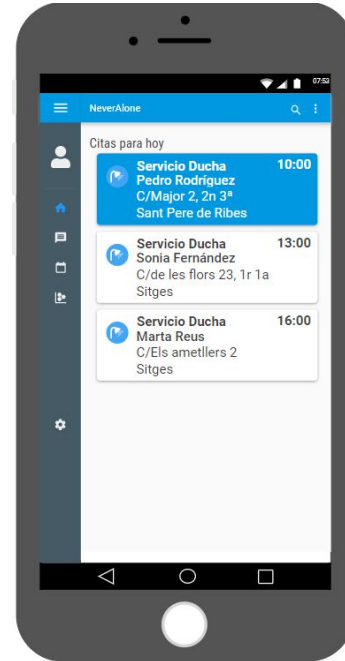 07:53
NeverAlone
Citas para hoy
Servicio Ducha 10:00
Pedro Rodríguez
C/Major 2, 2n 3ª
Sant Pere de Ribes
Servicio Ducha 13:00
Sonia Fernández
C/de les flors 23, 1r 1a
Sitges
Servicio Ducha 16:00
Marta Reus
C/Els ametllers 2
Sitges